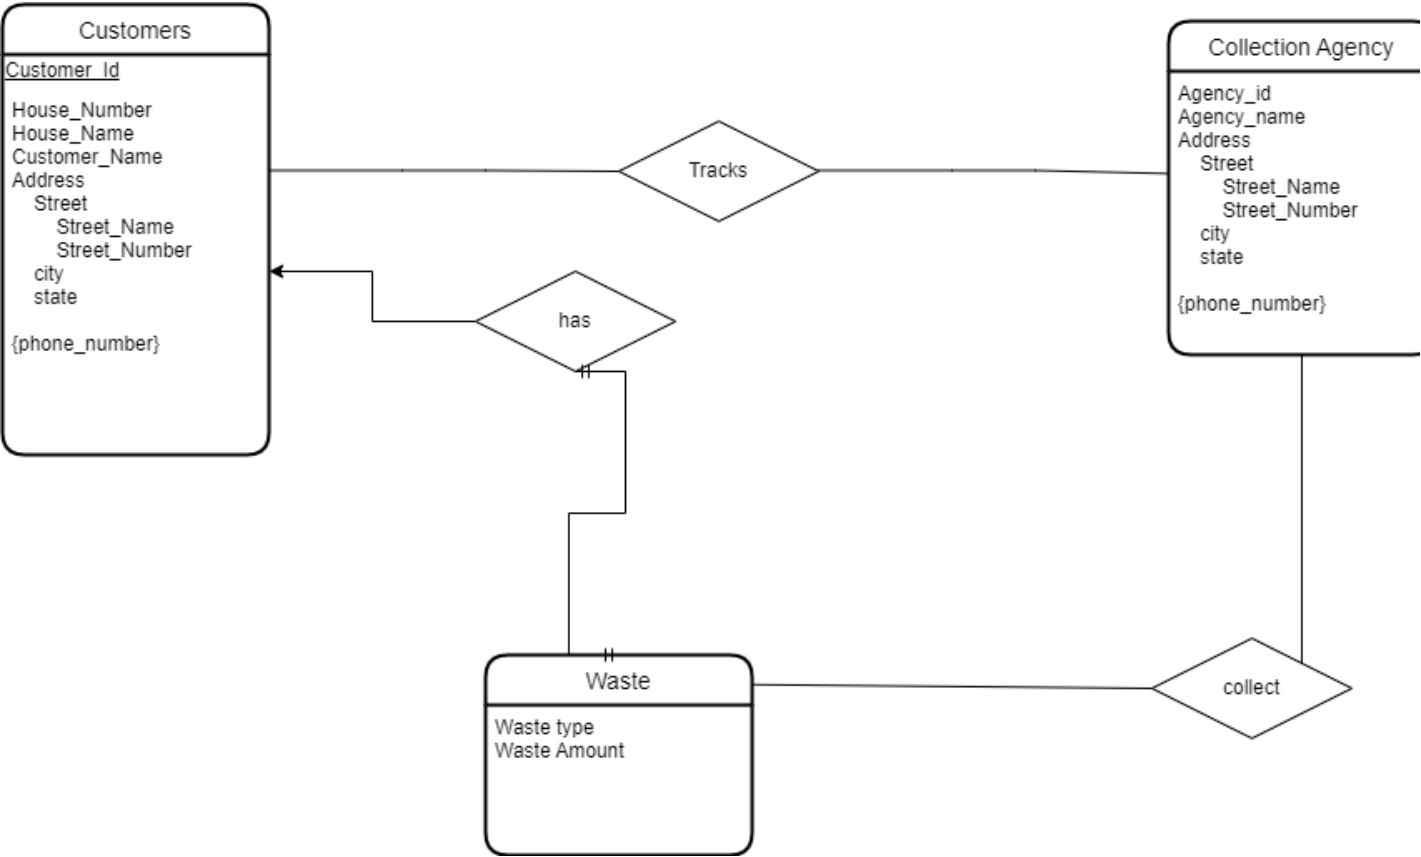 Customers
Customer_Id
House_Number
House_Name
Customer_Name
Address
Street
Street_Name
Street_Number
city
state
{phone_number}
Tracks
Collection Agency
Agency_id
Agency_name
Address
Street
Street_Name
Street_Number
city
state
{phone_number}
has
Waste
Waste type
Waste Amount
collect